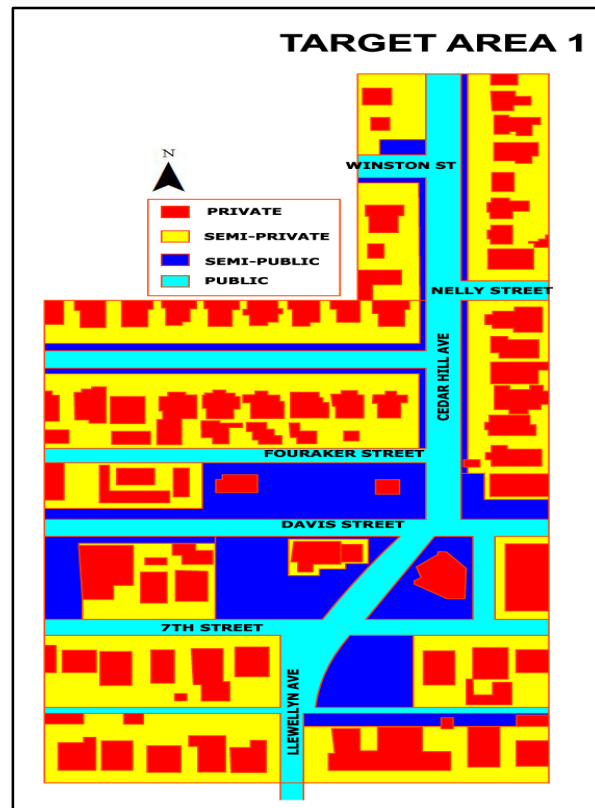 TARGET AREA 1
WINSTON ST
N
PRIVATE
SEMI-PRIVATE
SEMI-PUBLIC
PUBLIC
NELLY STREET
CEDAR HILL AVE
FOURAKER STREET
DAVIS STREET
7TH STREET
LLEWELLYN AVE